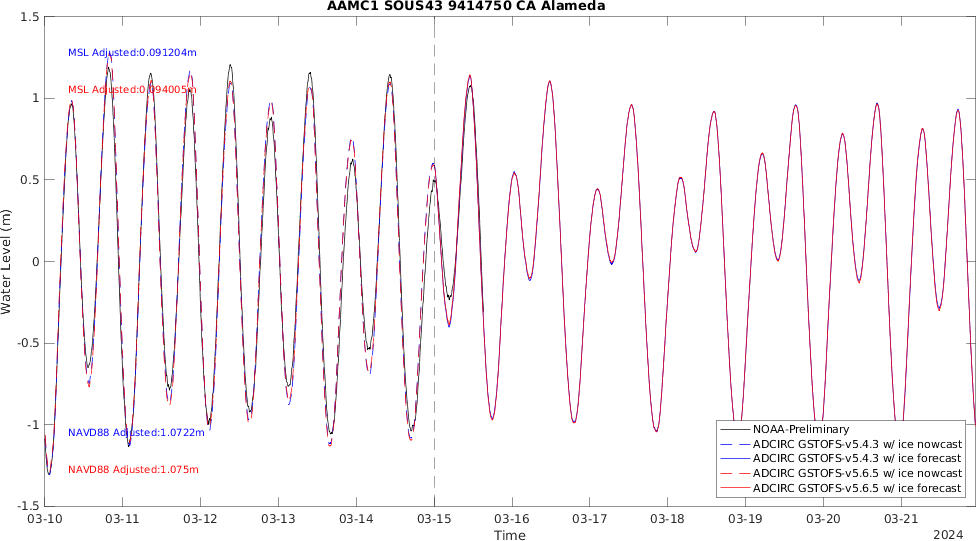 AAMC1 SOUS43 9414750 CA Alameda
1.5
1
0.5
0
-0.5
-1
-1.5
Water Level (m)
MSL Adjusted:0.091204m
MSL Adjusted:0.094005m
NAVD88 Adjusted:1.0722m
NAVD88 Adjusted:1.075m
NOAA-Preliminary
ADCIRC GSTOFS-v5.4.3 w/ ice nowcast
ADCIRC GSTOFS-v5.4.3 w/ ice forecast
ADCIRC GSTOFS-v5.6.5 w/ ice nowcast
ADCIRC GSTOFS-v5.6.5 w/ ice forecast
03-10 03-11 03-12 03-13 03-14 03-15 03-16 03-17 03-18 03-19 03-20 03-21
Time
2024